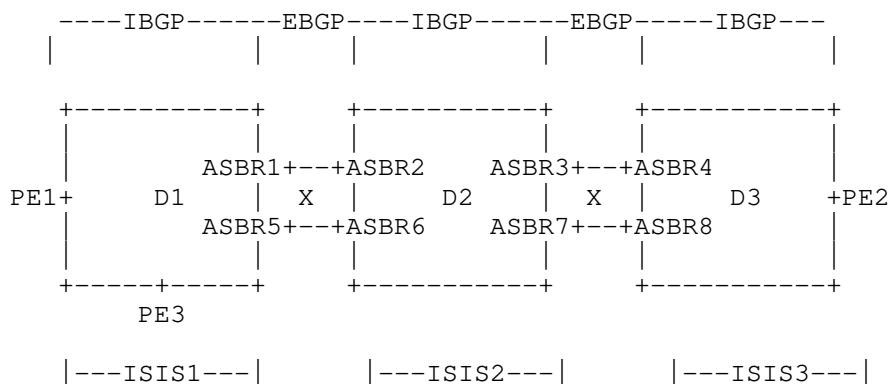 IBGP EBGP IBGP EBGP IBGP
ASBR1 ASBR2 ASBR3 ASBR4
PE1 D1 X D2 X D3 PE2
ASBR5 ASBR6 ASBR7 ASBR8
PE3
ISIS1 ISIS2 ISIS3